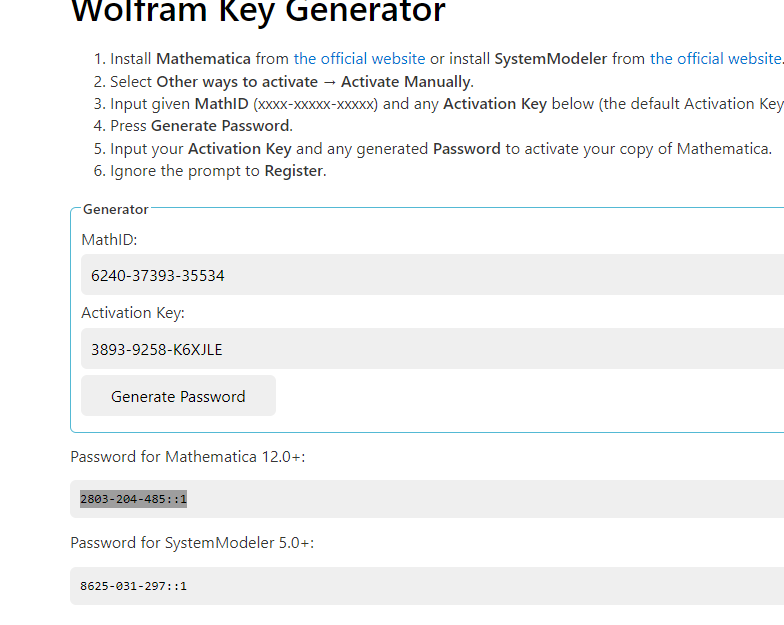 Wolfram Key Generator
1. Install Mathematica from the official website or install SystemModeler from the official website.
2. Select Other ways to activate → Activate Manually.
3. Input given MathID (xxxx-xxxxx-xxxxx) and any Activation Key below (the default Activation Key
4. Press Generate Password.
5. Input your Activation Key and any generated Password to activate your copy of Mathematica.
6. Ignore the prompt to Register.
Generator
MathID:
6240-37393-35534
Activation Key:
3893-9258-K6XJLE
Generate Password
Password for Mathematica 12.0+:
2803-204-485::1
Password for SystemModeler 5.0+:
8625-031-297::1